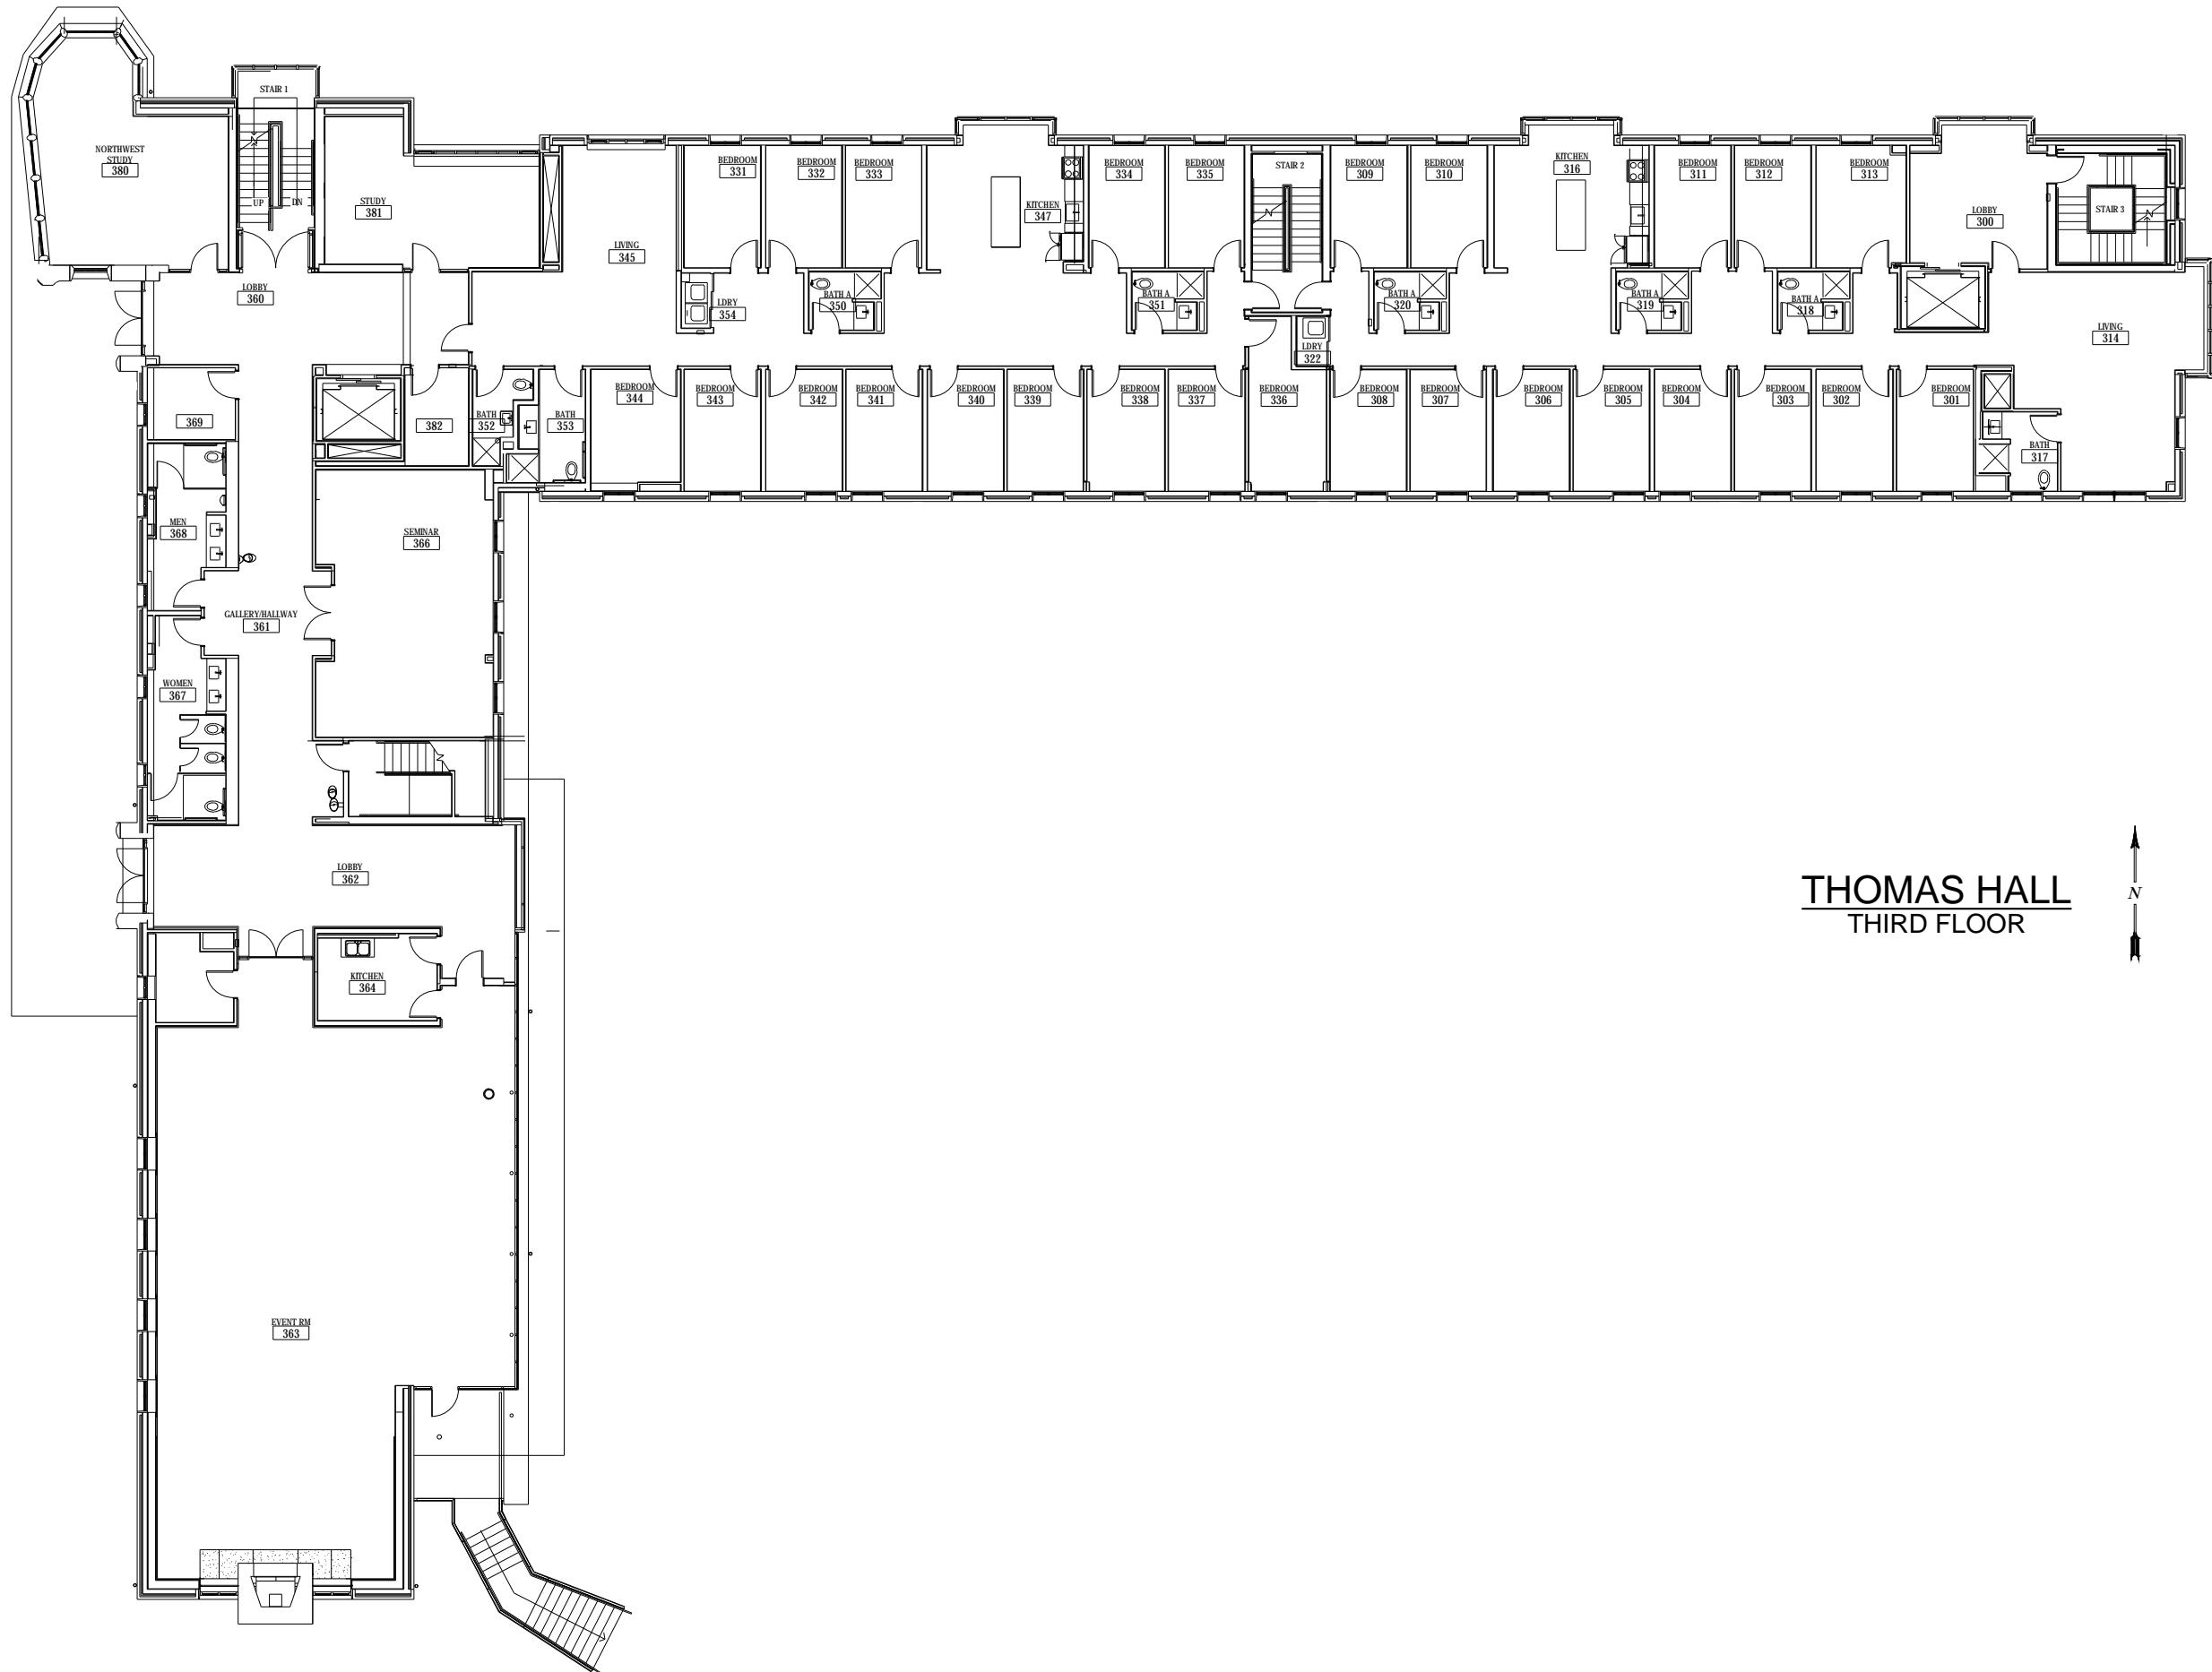 STAIR 1
NORTHWEST
STUDY
380
UP
DN
STUDY
381
LIVING
345
BEDROOM
331
BEDROOM
332
BEDROOM
333
KITCHEN
347
BEDROOM
334
BEDROOM
335
STAIR 2
BEDROOM
309
BEDROOM
310
KITCHEN
316
BEDROOM
311
BEDROOM
312
BEDROOM
313
LOBBY
300
STAIR 3
LOBBY
360
LDRY
354
BATH A
350
BATH A
351
BATH A
320
BATH A
319
BATH A
318
LDRY
322
LIVING
314
369
382
BATH
352
BATH
353
BEDROOM
344
BEDROOM
343
BEDROOM
342
BEDROOM
341
BEDROOM
340
BEDROOM
339
BEDROOM
338
BEDROOM
337
BEDROOM
336
BEDROOM
308
BEDROOM
307
BEDROOM
306
BEDROOM
305
BEDROOM
304
BEDROOM
303
BEDROOM
302
BEDROOM
301
BATH
317
MEN
368
SEMINAR
366
GALLERY/HALLWAY
361
WOMEN
367
LOBBY
362
THOMAS HALL
THIRD FLOOR
N
KITCHEN
364
EVENT RM
363